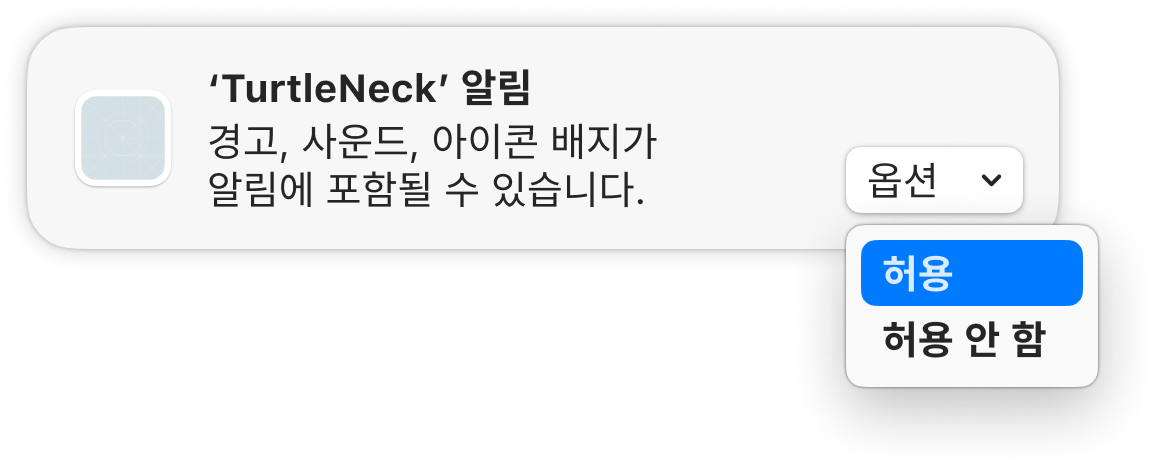 ‘TurtleNeck’ 알림
경고, 사운드, 아이콘 배지가
알림에 포함될 수 있습니다.
옵션
허용
허용 안 함